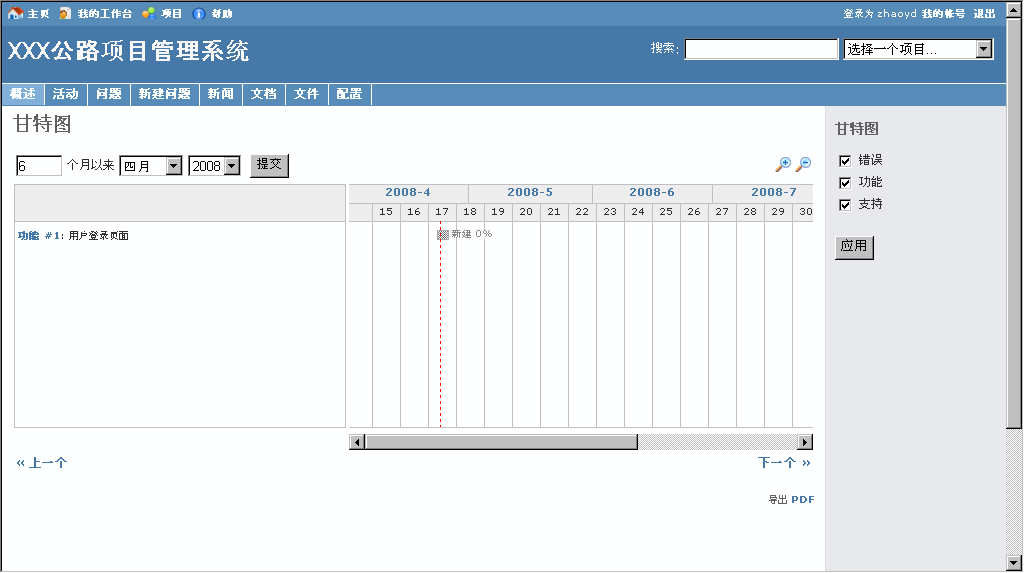 主页 我的工作台 项目 帮助 登录为 zhaoyd 我的帐号 退出
XXX公路项目管理系统 搜索: 选择一个项目...
概述 活动 问题 新建问题 新闻 文档 文件 配置
甘特图
6 个月以来 四月 2008 提交
2008-4 2008-5 2008-6 2008-7
15 16 17 18 19 20 21 22 23 24 25 26 27 28 29 30
功能 #1: 用户登录页面 新建 0%
« 上一个 下一个 »
导出 PDF
甘特图
错误
功能
支持
应用